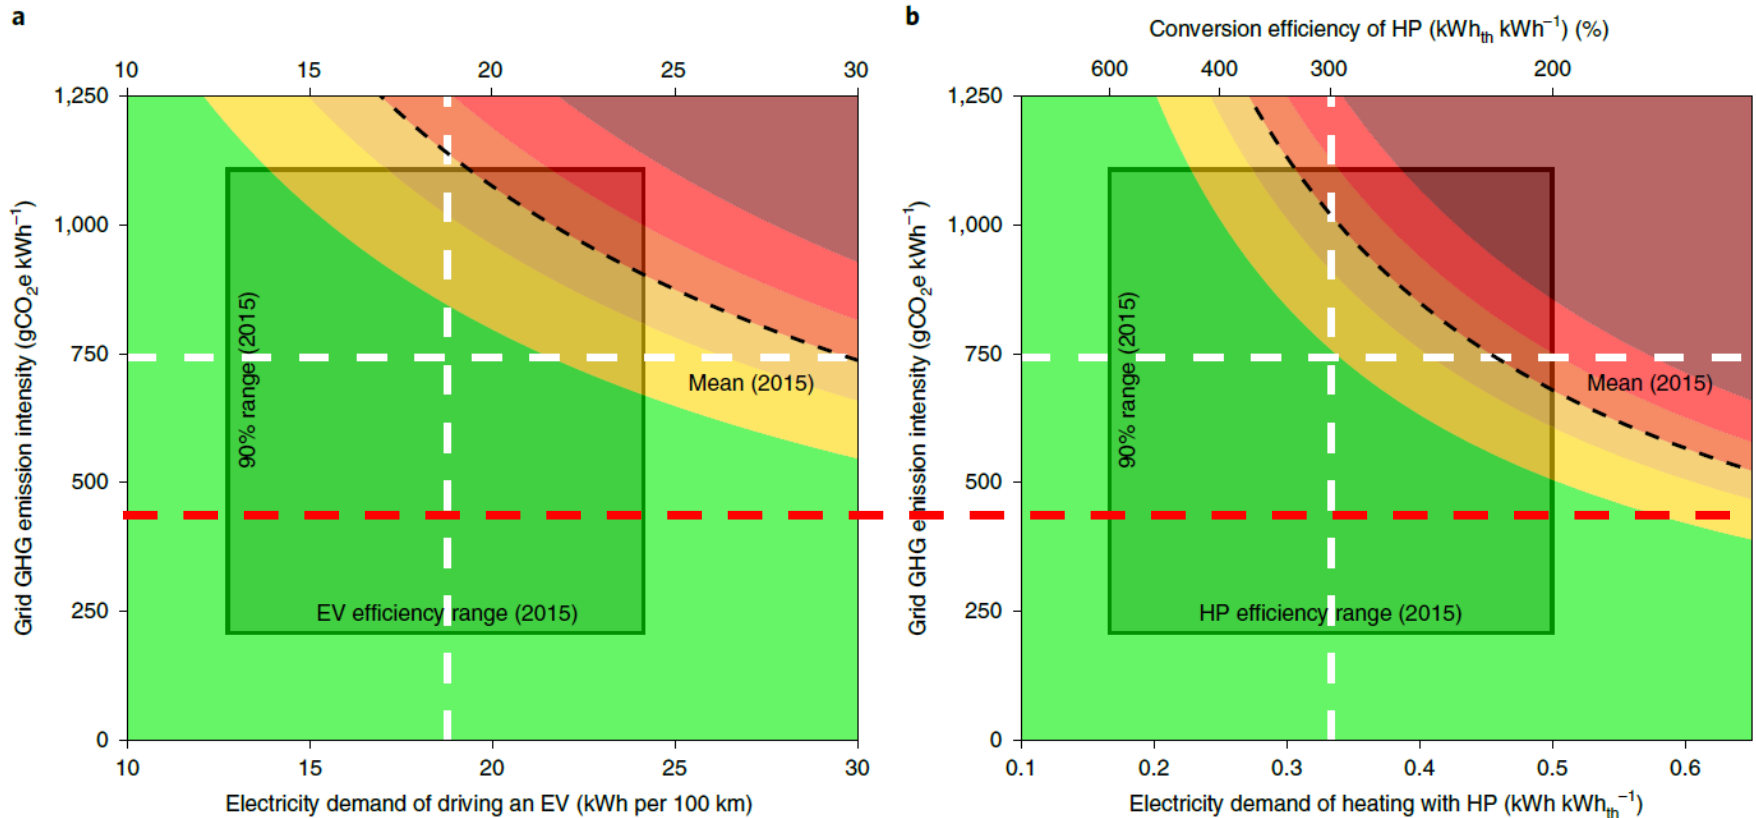 a
10 15 20 25 30
1,250
1,000
750
500
250
0
10 15 20 25 30
Grid GHG emission intensity (gCO₂e kWh⁻¹)
90% range (2015)
Mean (2015)
EV efficiency range (2015)
Electricity demand of driving an EV (kWh per 100 km)
b
Conversion efficiency of HP (kWhₜₕ kWh⁻¹) (%)
600 400 300 200
1,250
1,000
750
500
250
0
0.1 0.2 0.3 0.4 0.5 0.6
Grid GHG emission intensity (gCO₂e kWh⁻¹)
90% range (2015)
Mean (2015)
HP efficiency range (2015)
Electricity demand of heating with HP (kWh kWhₜₕ⁻¹)